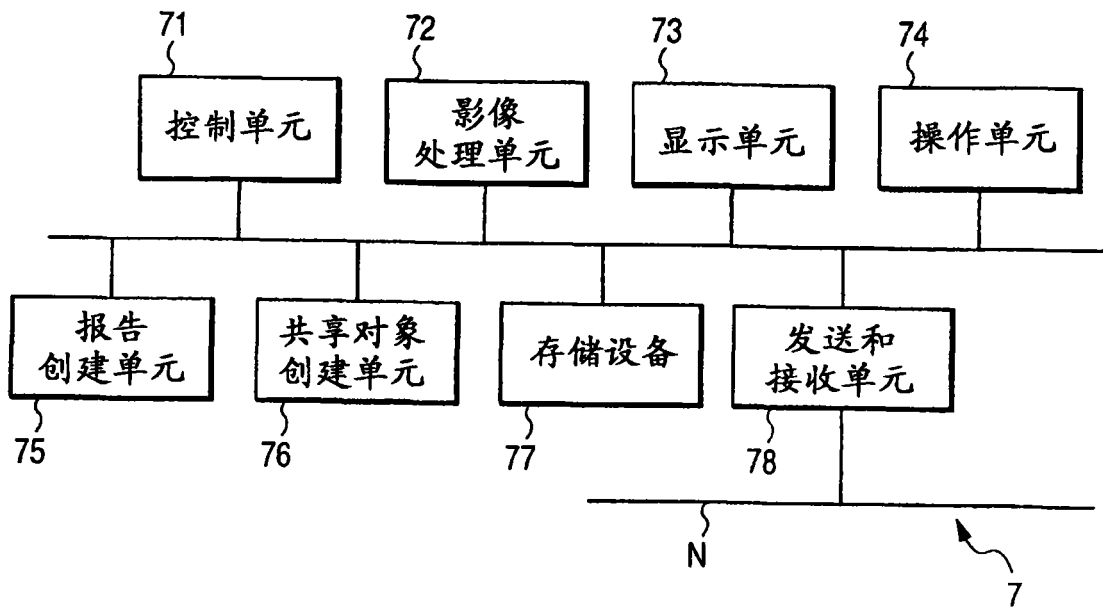 71
72
73
74
控制单元
影像
处理单元
显示单元
操作单元
报告
创建单元
共享对象
创建单元
存储设备
发送和
接收单元
75
76
77
78
N
7